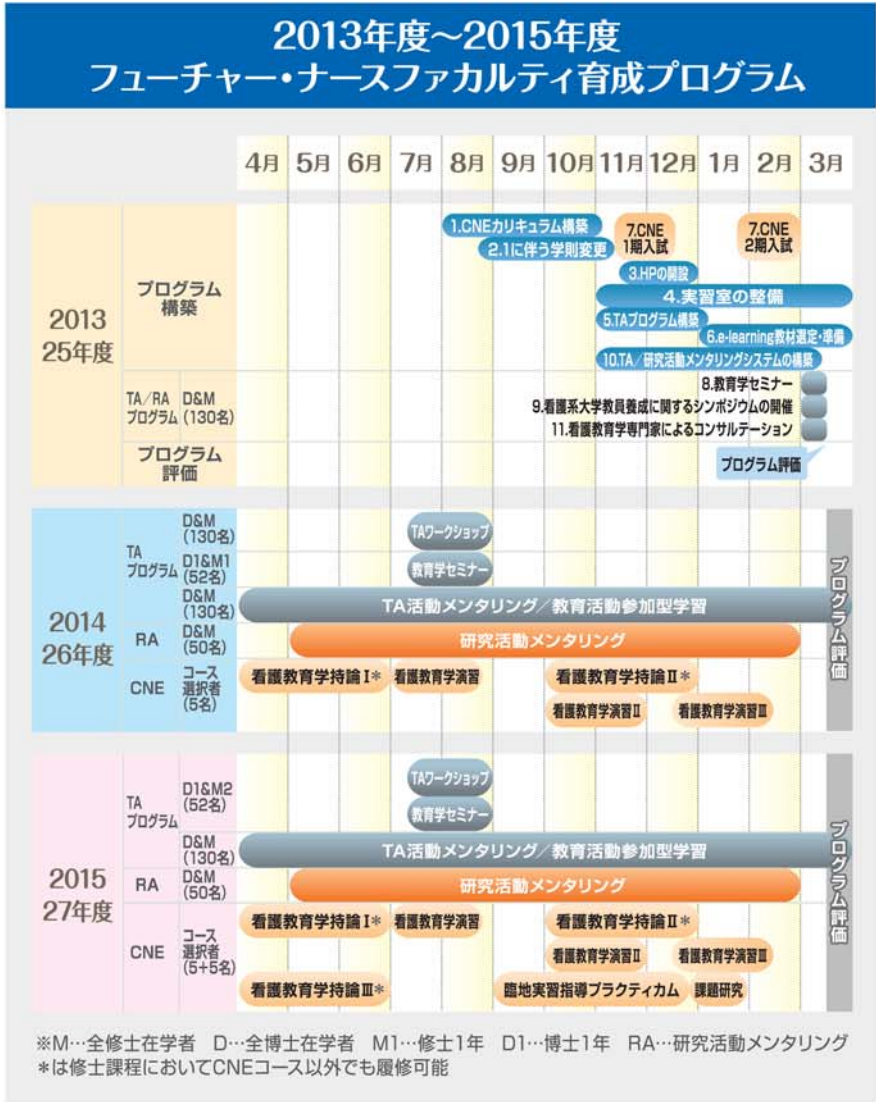 2013年度～2015年度
フューチャー・ナースファカルティ育成プログラム
4月 5月 6月 7月 8月 9月 10月 11月 12月 1月 2月 3月
2013
25年度
プログラム
構築
1.CNEカリキュラム構築
2.1に伴う学則変更
7.CNE
1期入試
7.CNE
2期入試
3.HPの開設
4.実習室の整備
5.TAプログラム構築
6.e-learning教材選定・準備
10.TA／研究活動メンタリングシステムの構築
TA/RA
プログラム
D&M
(130名)
8.教育学セミナー
9.看護系大学教員養成に関するシンポジウムの開催
11.看護教育学専門家によるコンサルテーション
プログラム
評価
プログラム評価
2014
26年度
TA
プログラム
D&M
(130名)
TAワークショップ
D1&M1
(52名)
教育学セミナー
D&M
(130名)
TA活動メンタリング／教育活動参加型学習
RA
D&M
(50名)
研究活動メンタリング
CNE
コース
選択者
(5名)
看護教育学持論Ⅰ*
看護教育学演習
看護教育学持論Ⅱ*
看護教育学演習Ⅱ
看護教育学演習Ⅲ
プログラム評価
2015
27年度
TA
プログラム
D1&M2
(52名)
TAワークショップ
教育学セミナー
D&M
(130名)
TA活動メンタリング／教育活動参加型学習
RA
D&M
(50名)
研究活動メンタリング
CNE
コース
選択者
(5+5名)
看護教育学持論Ⅰ*
看護教育学演習
看護教育学持論Ⅱ*
看護教育学演習Ⅱ
看護教育学演習Ⅲ
看護教育学持論Ⅲ*
臨地実習指導プラクティカム
課題研究
プログラム評価
※M…全修士在学者 D…全博士在学者 M1…修士1年 D1…博士1年 RA…研究活動メンタリング
*は修士課程においてCNEコース以外でも履修可能